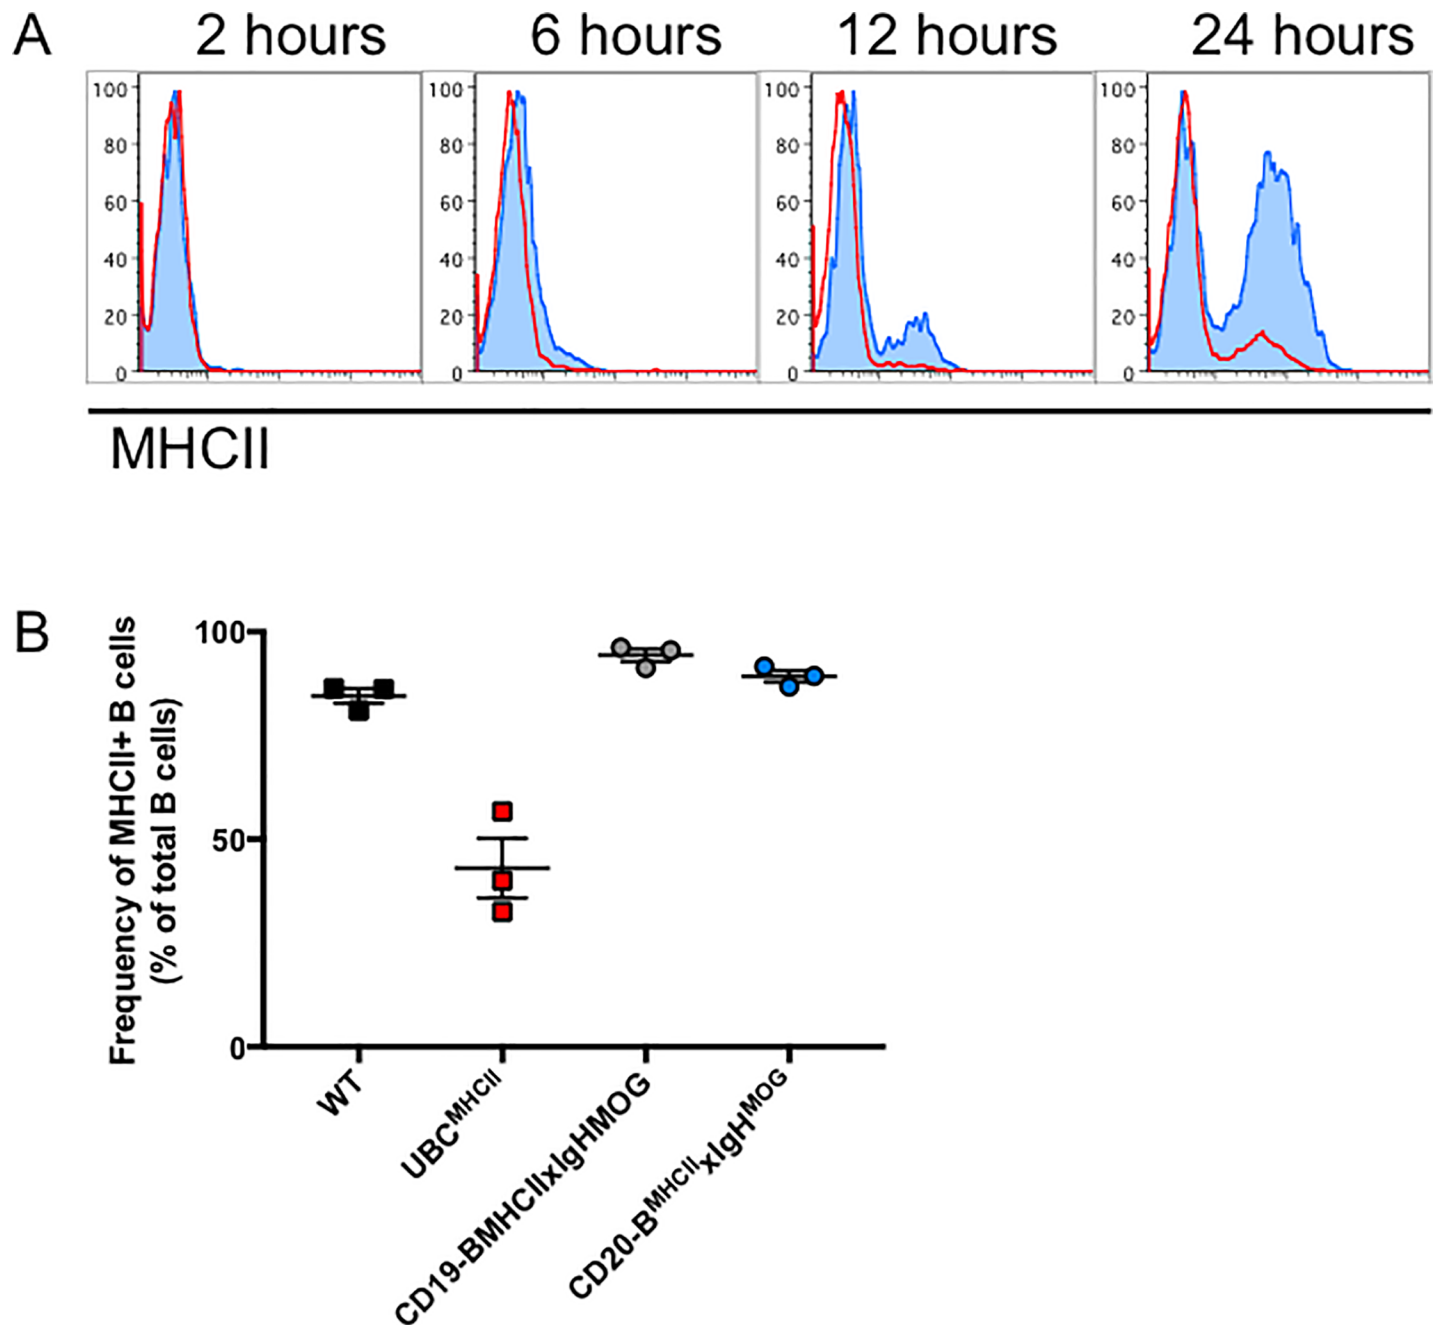 A
2 hours
6 hours
12 hours
24 hours
100 100 100 100
80 80 80 80
60 60 60 60
40 40 40 40
20 20 20 20
0 0 0 0
MHCII
B
Frequency of MHCII+ B cells
(% of total B cells)
100
50
0
WT
UBCMHCII
CD19-BMHCIIxIgHMOG
CD20-BMHCIIxIgHMOG